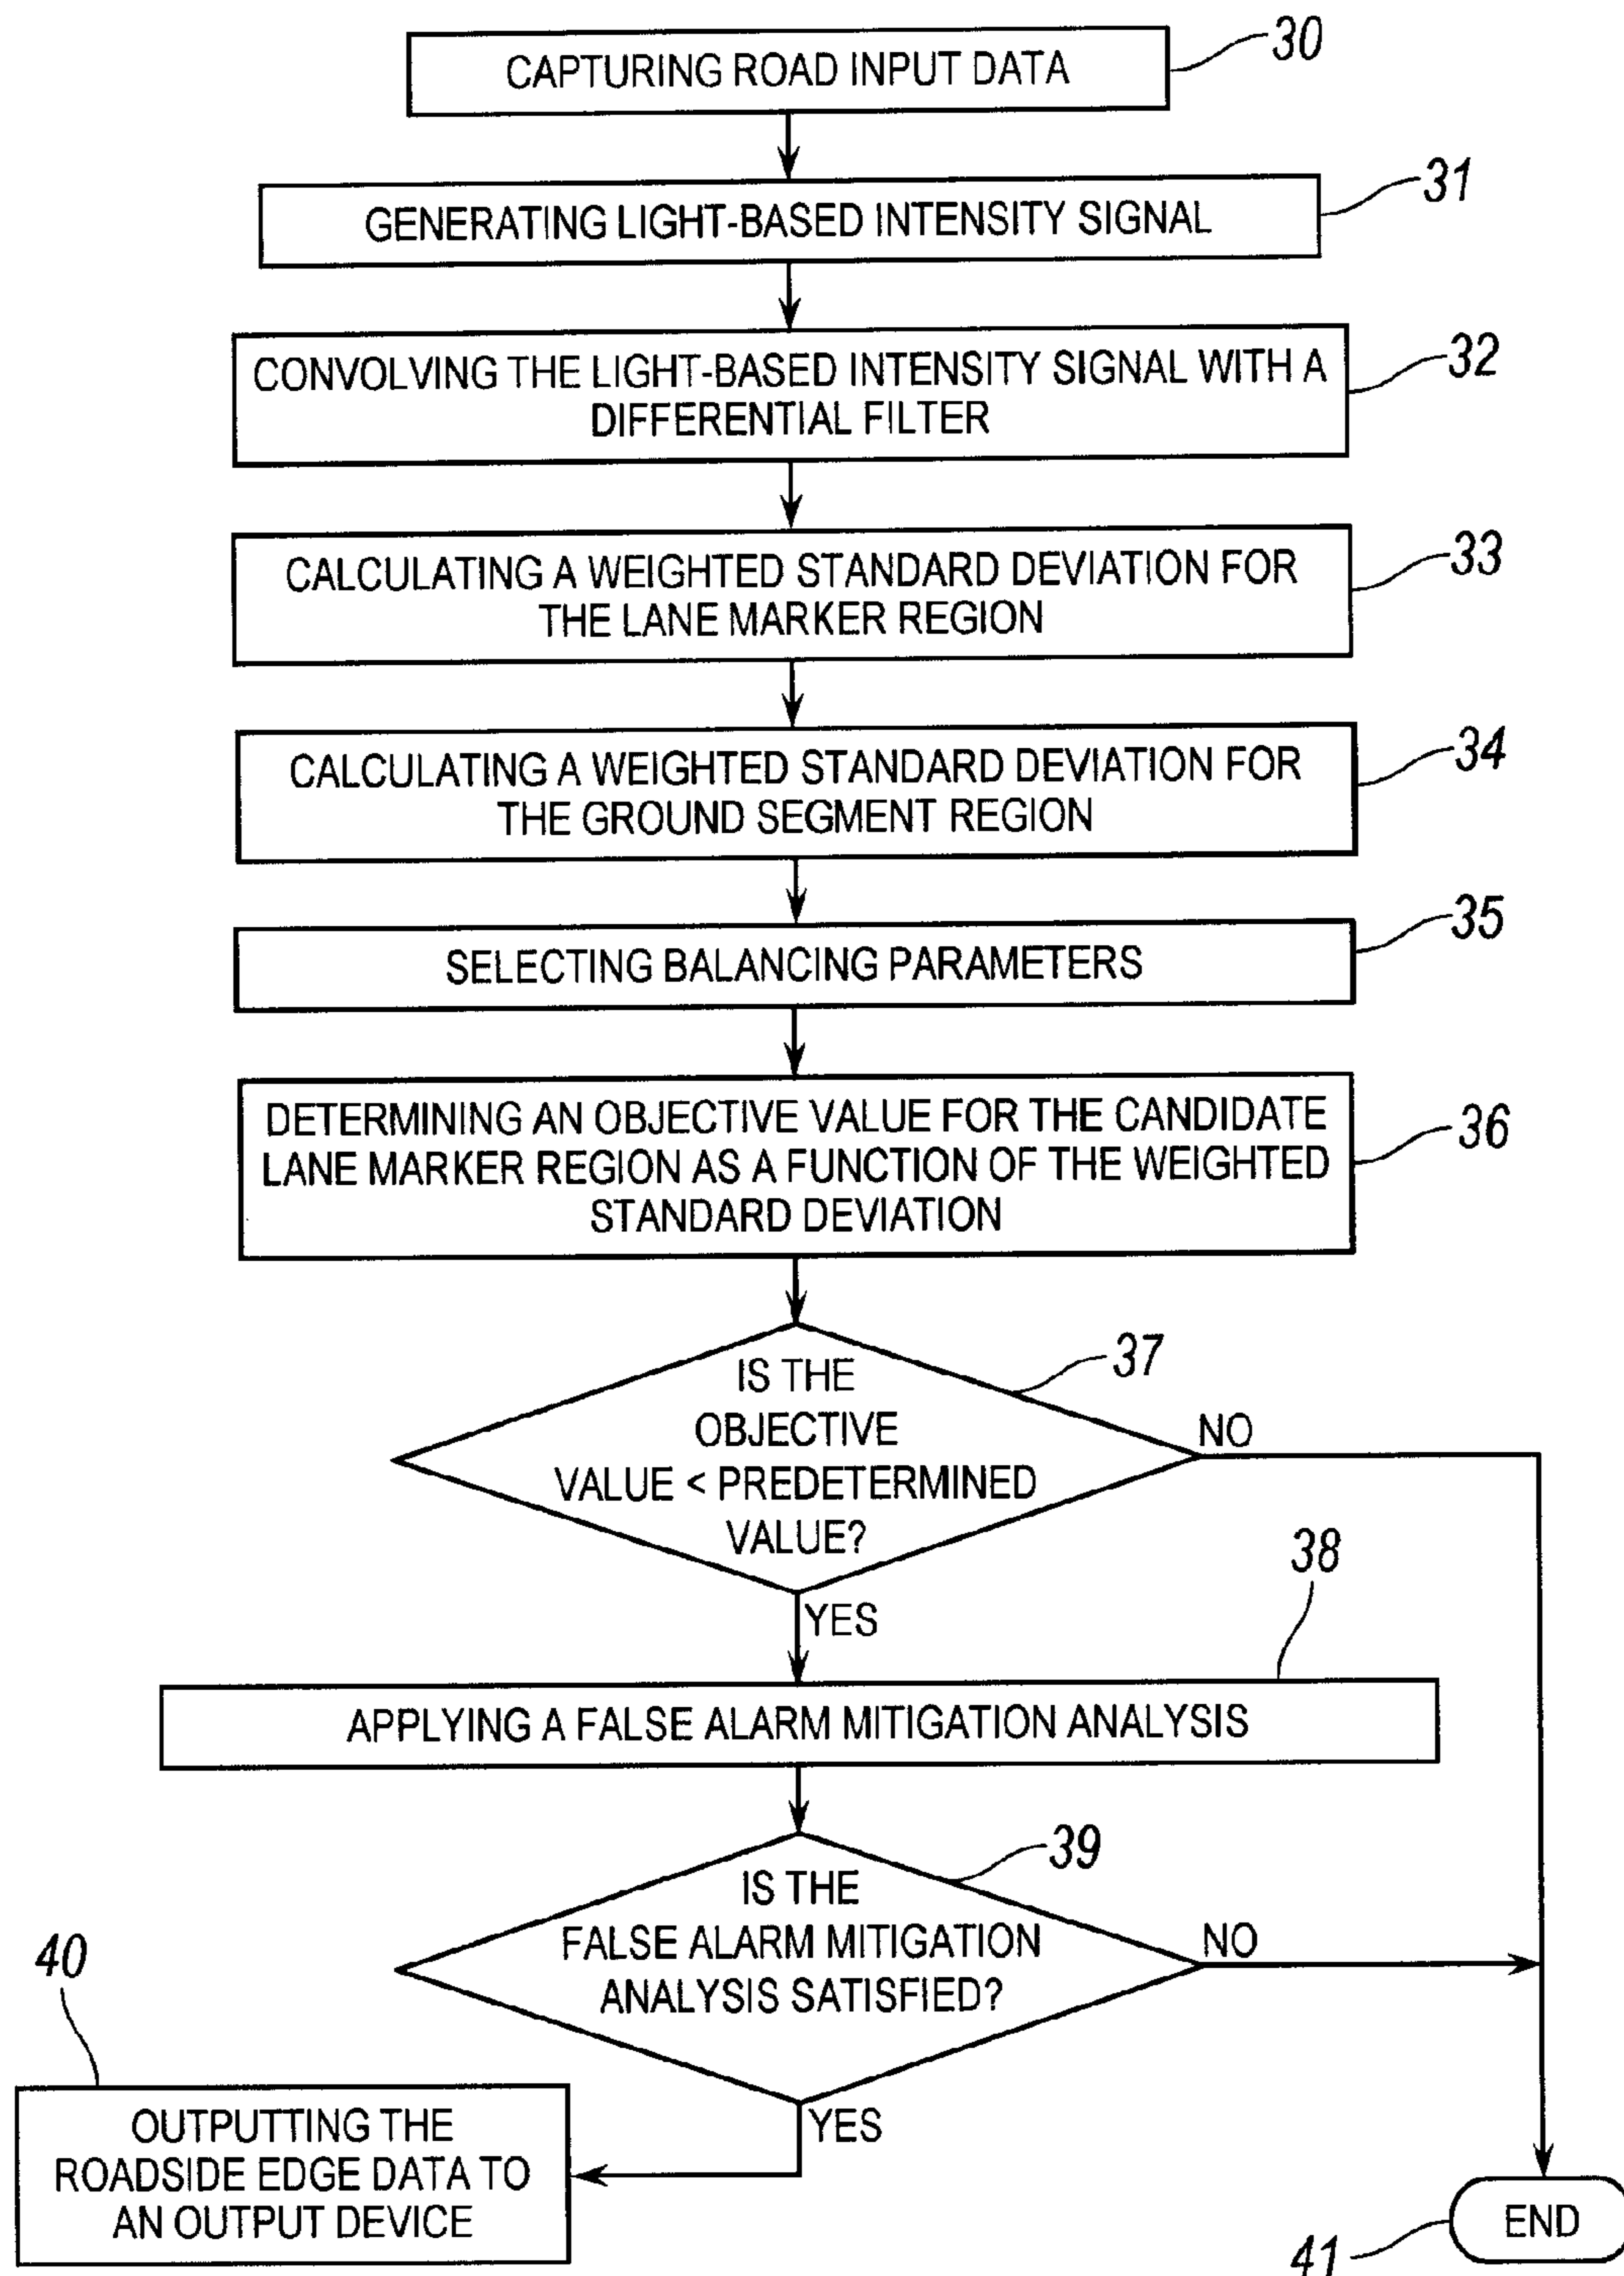 30
CAPTURING ROAD INPUT DATA
31
GENERATING LIGHT-BASED INTENSITY SIGNAL
32
CONVOLVING THE LIGHT-BASED INTENSITY SIGNAL WITH A
DIFFERENTIAL FILTER
33
CALCULATING A WEIGHTED STANDARD DEVIATION FOR
THE LANE MARKER REGION
34
CALCULATING A WEIGHTED STANDARD DEVIATION FOR
THE GROUND SEGMENT REGION
35
SELECTING BALANCING PARAMETERS
36
DETERMINING AN OBJECTIVE VALUE FOR THE CANDIDATE
LANE MARKER REGION AS A FUNCTION OF THE WEIGHTED
STANDARD DEVIATION
37
IS THE
OBJECTIVE
VALUE < PREDETERMINED
VALUE?
NO
YES
38
APPLYING A FALSE ALARM MITIGATION ANALYSIS
39
IS THE
FALSE ALARM MITIGATION
ANALYSIS SATISFIED?
NO
YES
40
OUTPUTTING THE
ROADSIDE EDGE DATA TO
AN OUTPUT DEVICE
END
41